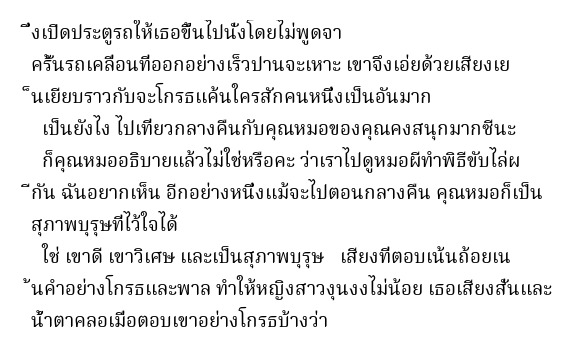 ึงเปิดประตูรถให้เธอขึ้นไปนั่งโดยไม่พูดจา
ครั้นรถเคลื่อนที่ออกอย่างเร็วปานจะเหาะ เขาจึงเอ่ยด้วยเสียงเย
็นเยียบราวกับจะโกรธแค้นใครสักคนหนึ่งเป็นอันมาก
เป็นยังไง ไปเที่ยวกลางคืนกับคุณหมอของคุณคงสนุกมากซีนะ
ก็คุณหมออธิบายแล้วไม่ใช่หรือคะ ว่าเราไปดูหมอผีทำพิธีขับไล่ผ
ีกัน ฉันอยากเห็น อีกอย่างหนึ่งแม้จะไปตอนกลางคืน คุณหมอก็เป็น
สุภาพบุรุษที่ไว้ใจได้
ใช่ เขาดี เขาวิเศษ และเป็นสุภาพบุรุษ   เสียงที่ตอบเน้นถ้อยเน
้นคำอย่างโกรธและพาล ทำให้หญิงสาวงุนงงไม่น้อย เธอเสียงสั่นและ
น้ำตาคลอเมื่อตอบเขาอย่างโกรธบ้างว่า